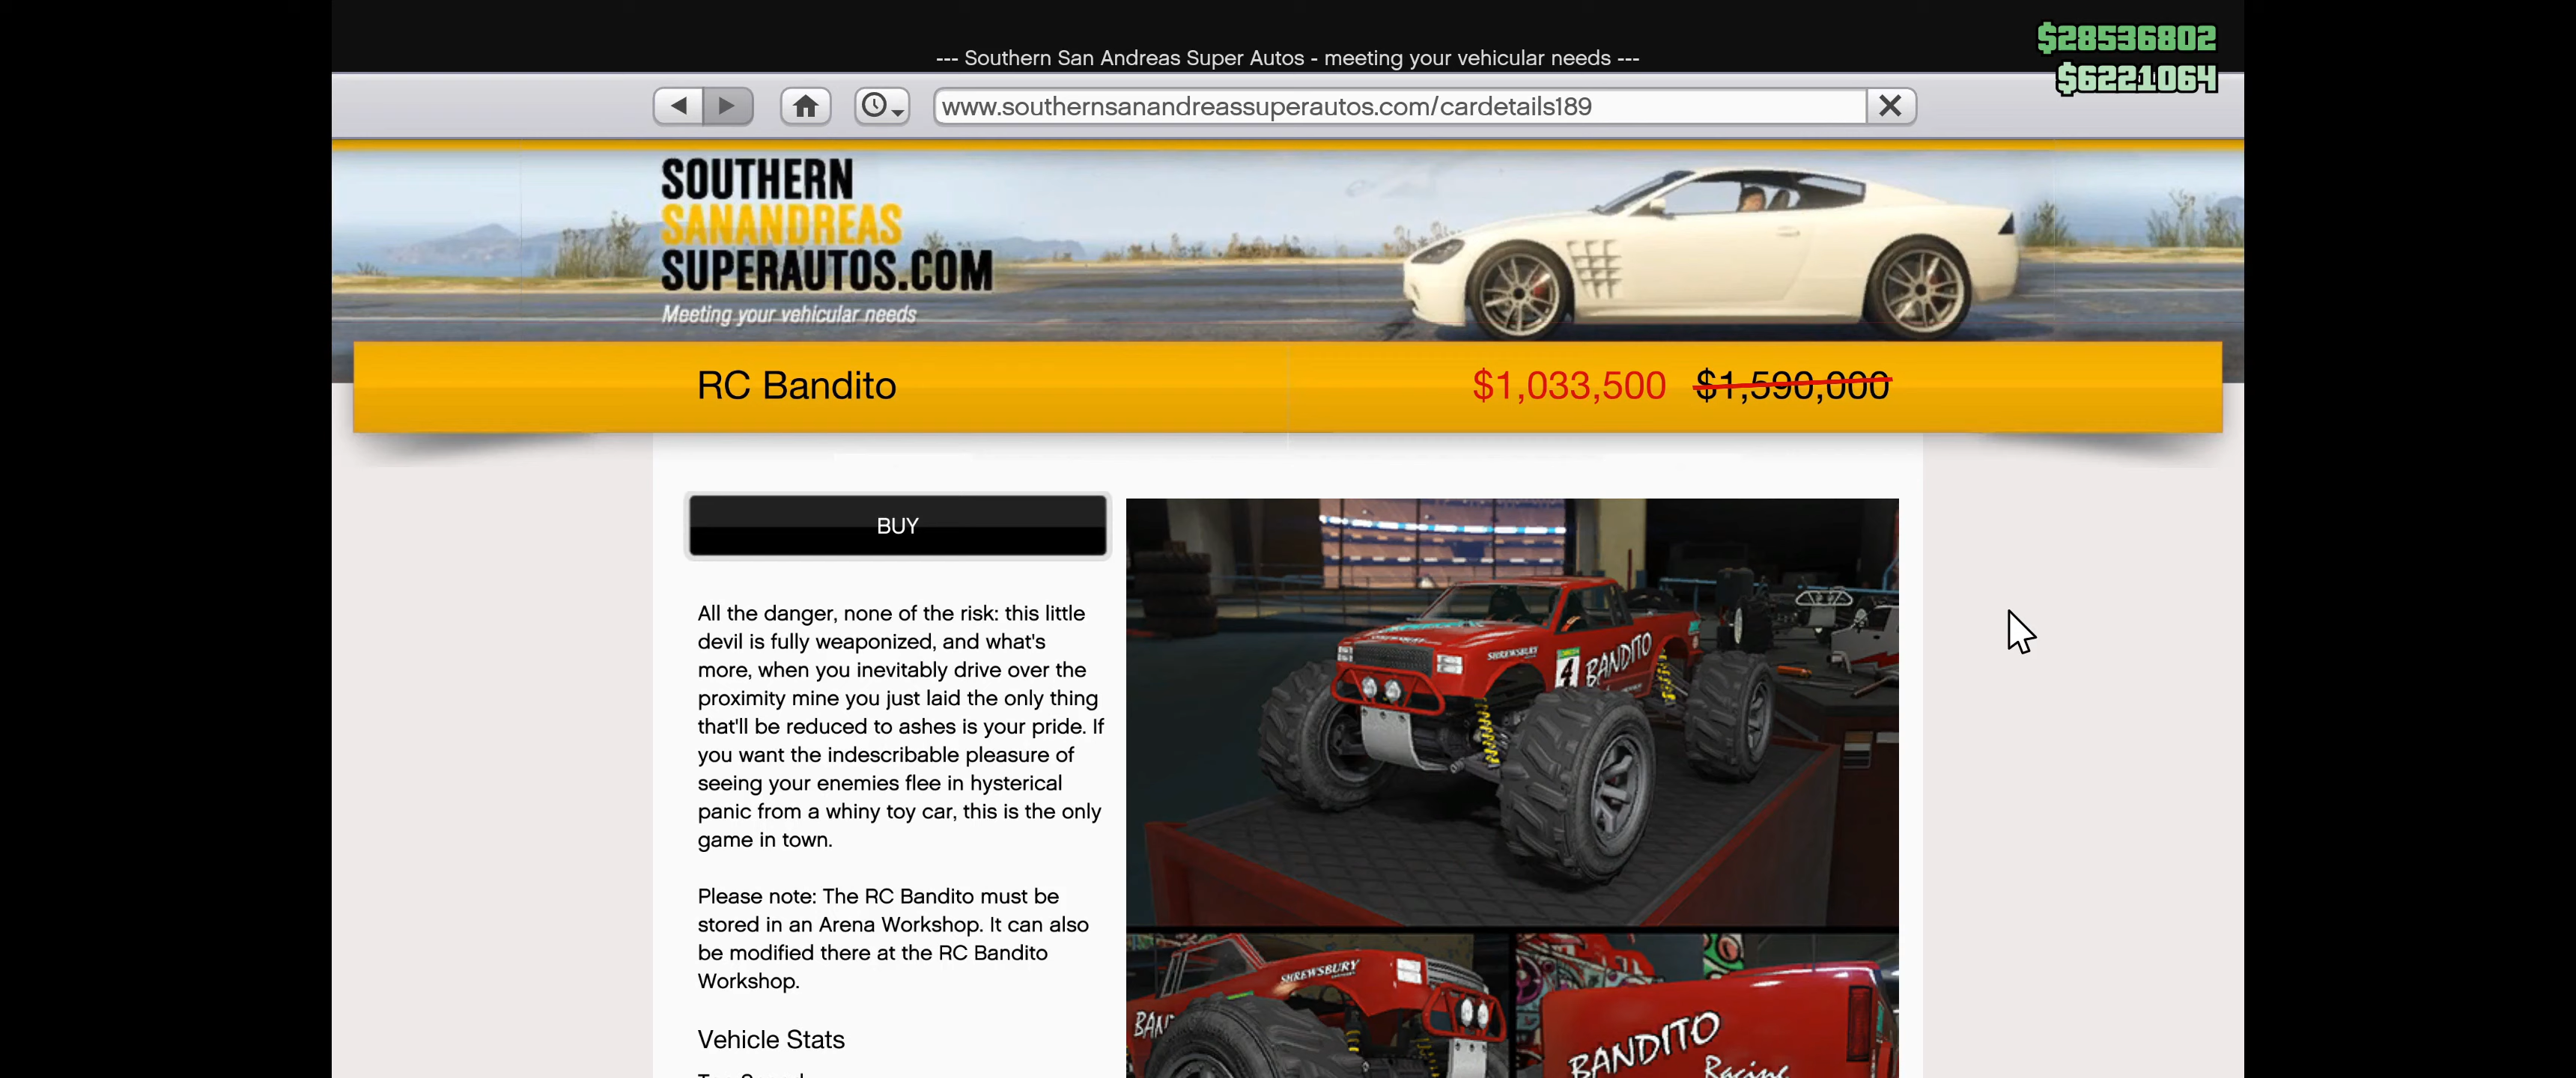 $28536802
--- Southern San Andreas Super Autos - meeting your vehicular needs ---
$6221064
www.southernsanandreassuperautos.com/cardetails189
SOUTHERN
SANANDREAS
SUPERAUTOS.COM
Meeting your vehicular needs
RC Bandito
$1,033,500 $1,590,000
BUY
All the danger, none of the risk: this little
devil is fully weaponized, and what's
more, when you inevitably drive over the
proximity mine you just laid the only thing
that'll be reduced to ashes is your pride. If
you want the indescribable pleasure of
seeing your enemies flee in hysterical
panic from a whiny toy car, this is the only
game in town.
Please note: The RC Bandito must be
stored in an Arena Workshop. It can also
be modified there at the RC Bandito
Workshop.
Vehicle Stats
SHREWSBURY
4 BANDITO
SHREWSBURY
BANDITO
Racing